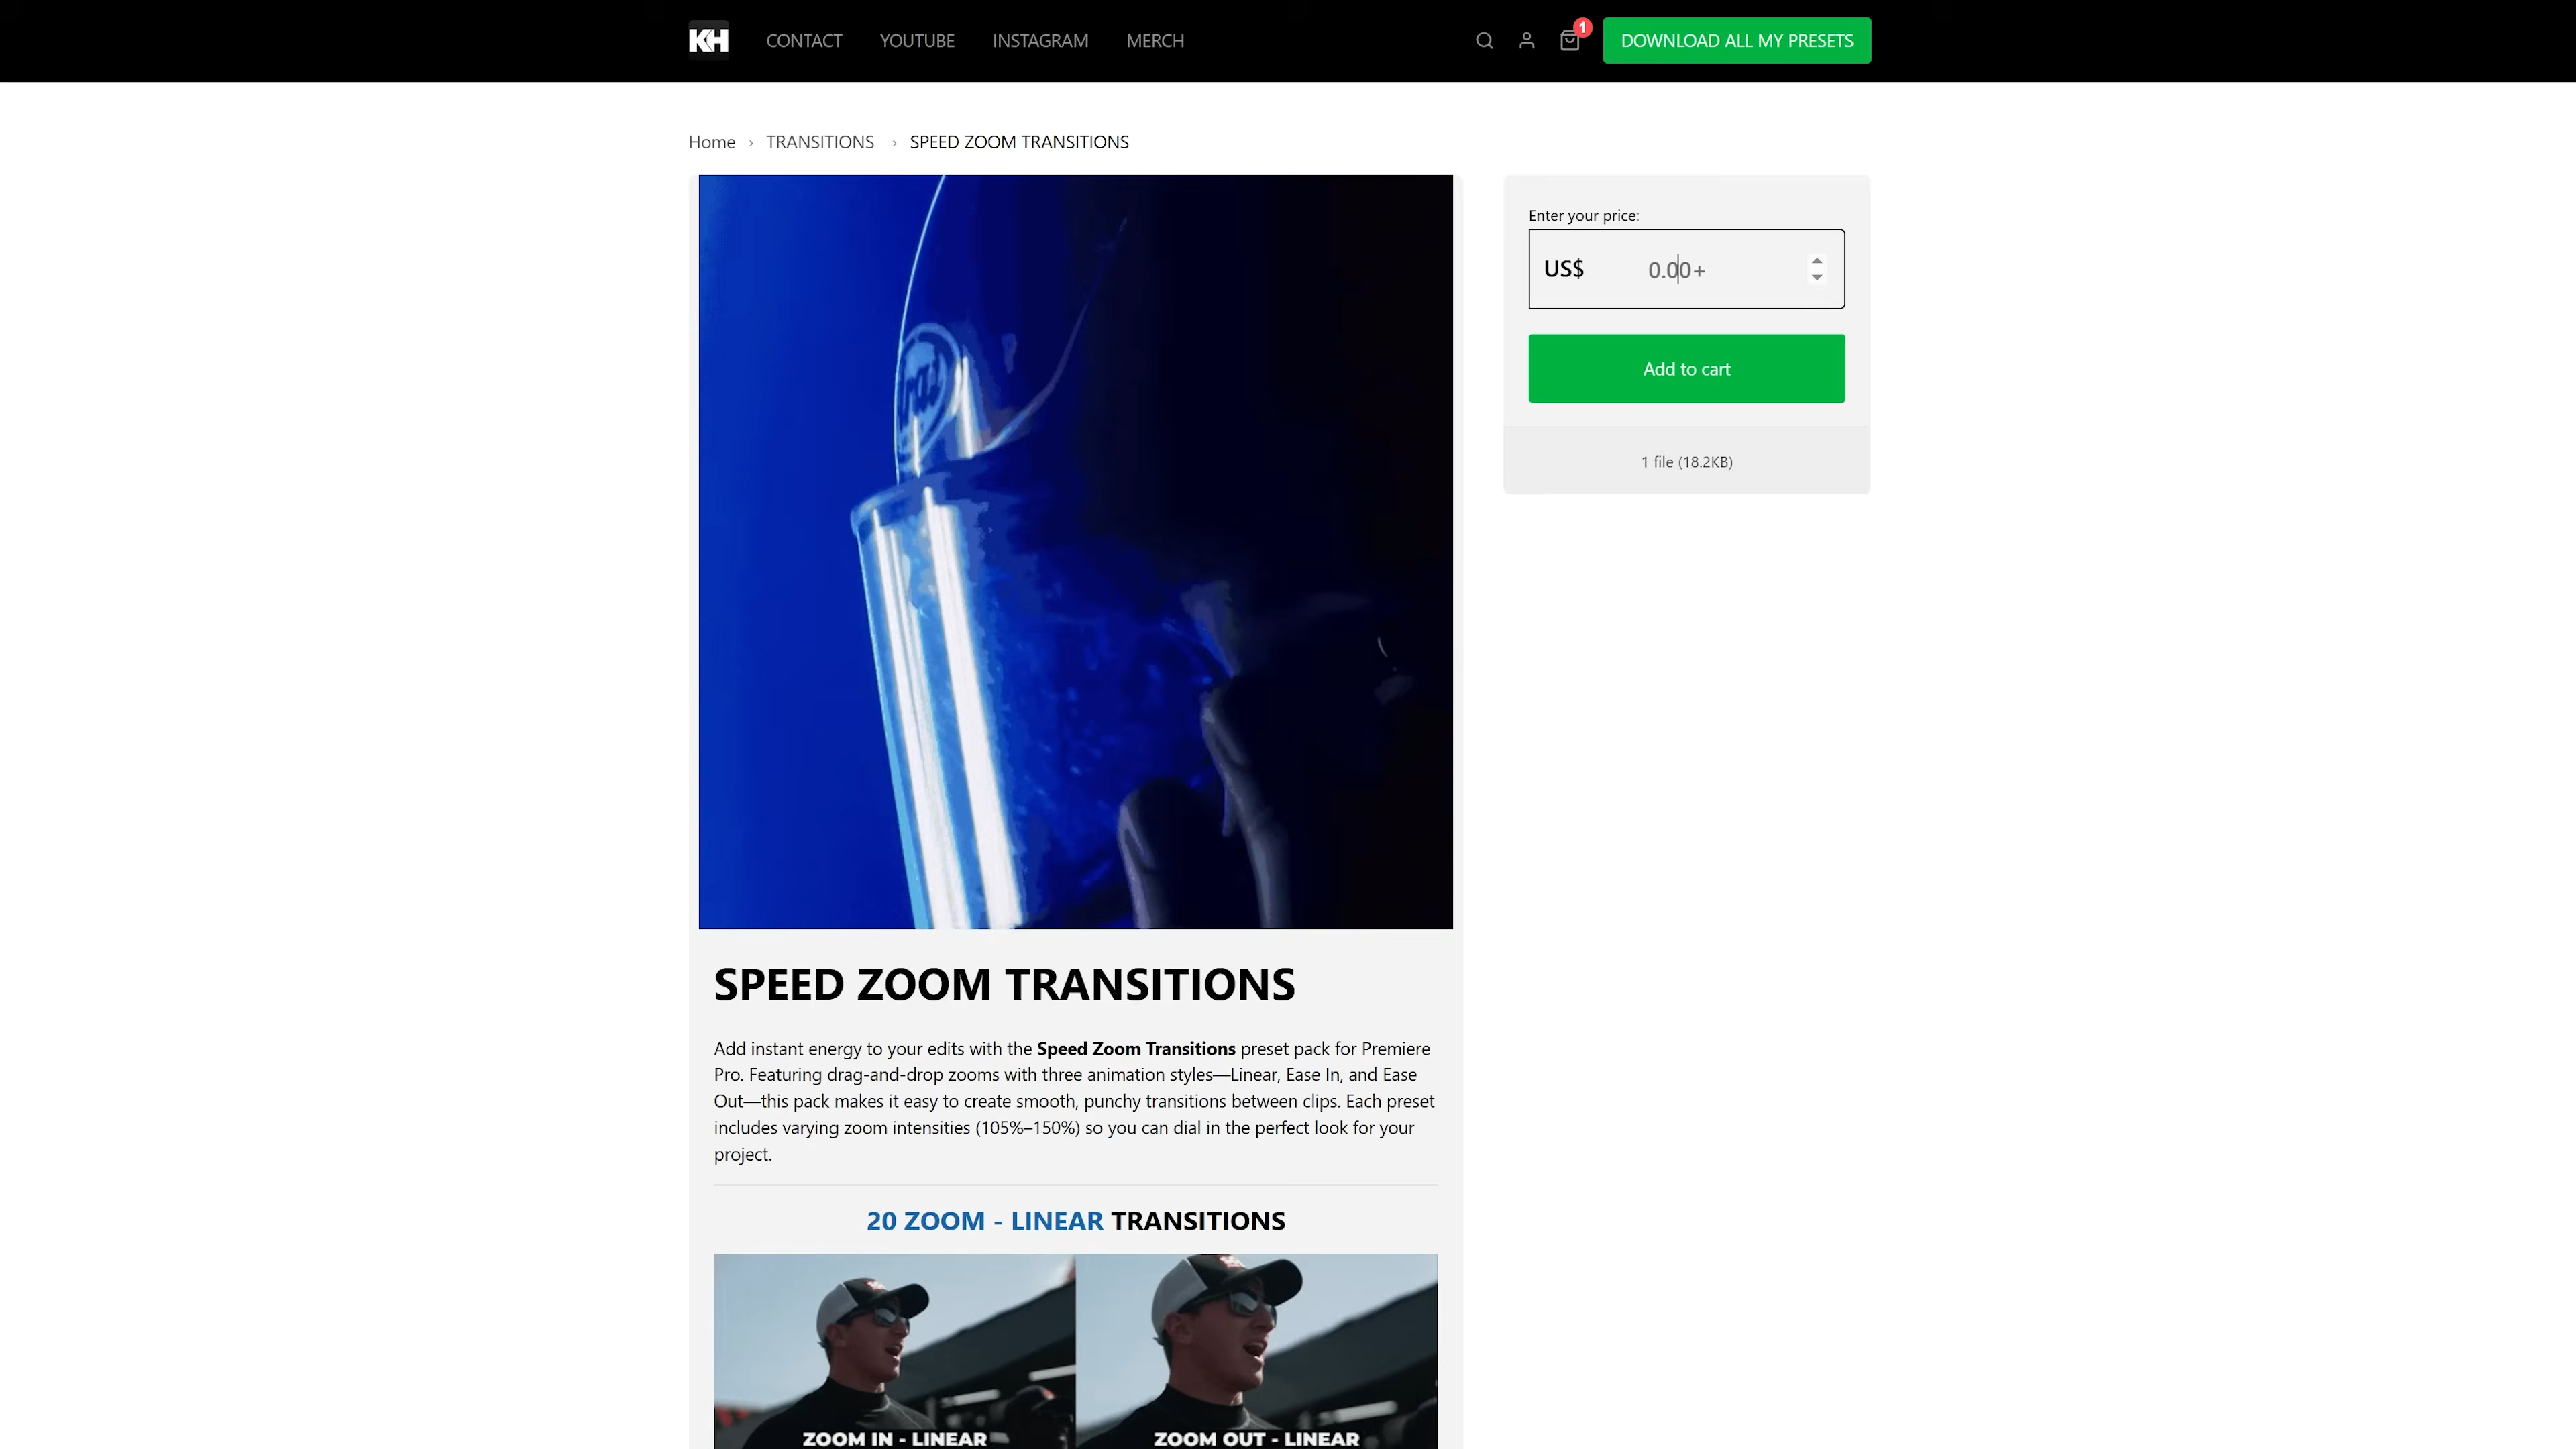 KH CONTACT YOUTUBE INSTAGRAM MERCH 1 DOWNLOAD ALL MY PRESETS
Home › TRANSITIONS › SPEED ZOOM TRANSITIONS
Enter your price:
US$ 0.00+
Add to cart
1 file (18.2KB)
SPEED ZOOM TRANSITIONS
Add instant energy to your edits with the Speed Zoom Transitions preset pack for Premiere
Pro. Featuring drag-and-drop zooms with three animation styles—Linear, Ease In, and Ease
Out—this pack makes it easy to create smooth, punchy transitions between clips. Each preset
includes varying zoom intensities (105%–150%) so you can dial in the perfect look for your
project.
20 ZOOM - LINEAR TRANSITIONS
ZOOM IN - LINEAR ZOOM OUT - LINEAR